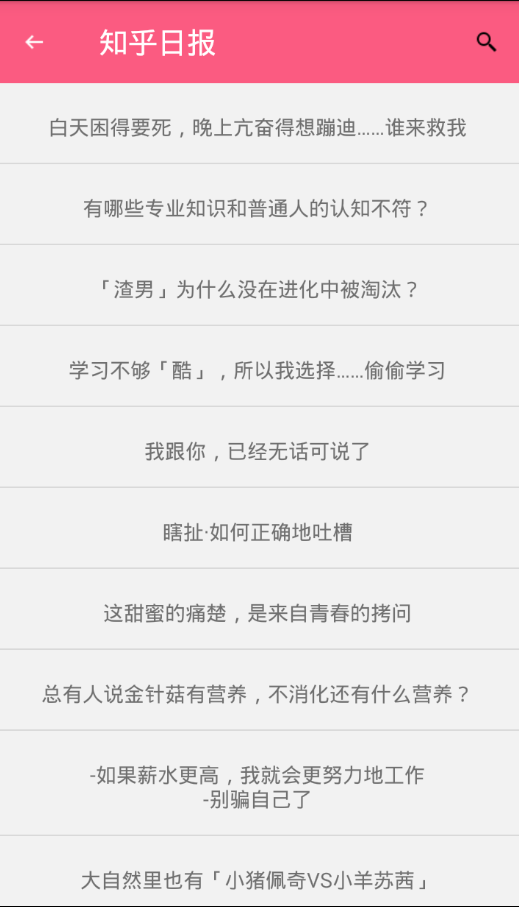 知乎日报
白天困得要死，晚上亢奋得想蹦迪……谁来救我
有哪些专业知识和普通人的认知不符？
「渣男」为什么没在进化中被淘汰？
学习不够「酷」，所以我选择……偷偷学习
我跟你，已经无话可说了
瞎扯·如何正确地吐槽
这甜蜜的痛楚，是来自青春的拷问
总有人说金针菇有营养，不消化还有什么营养？
-如果薪水更高，我就会更努力地工作
-别骗自己了
大自然里也有「小猪佩奇VS小羊苏茜」